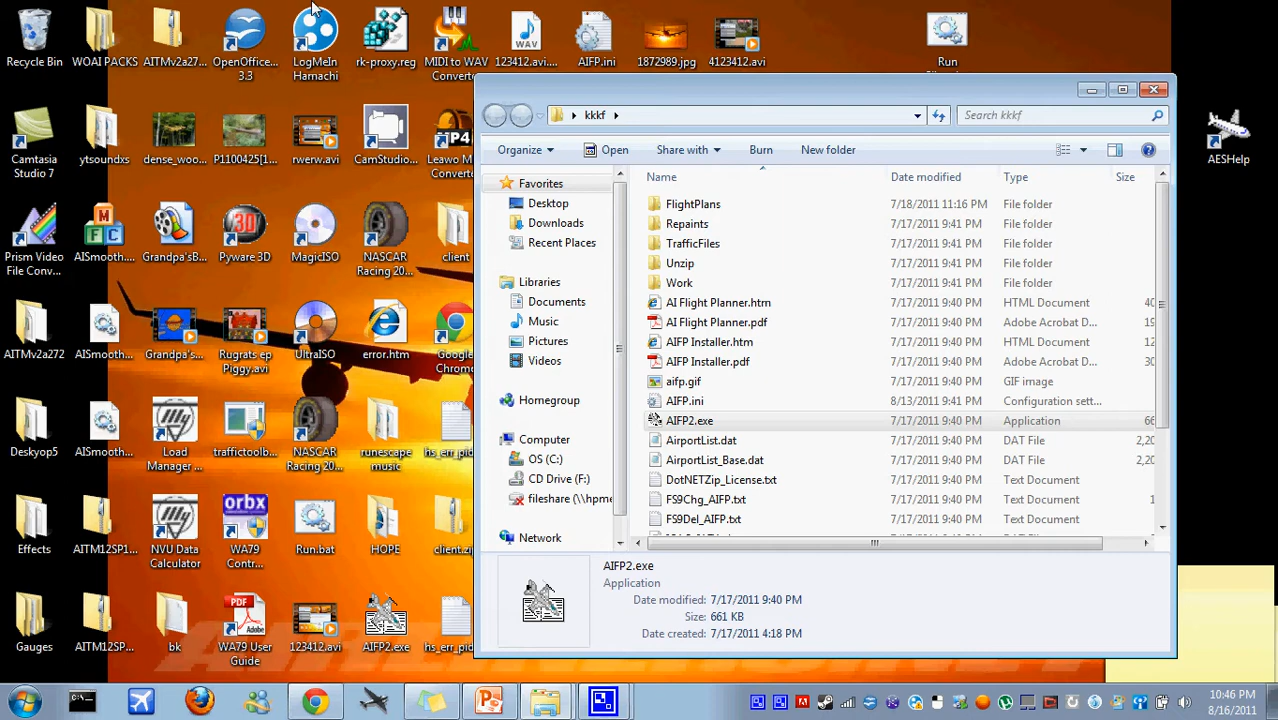 Recycle Bin
WOAI PACKS
AITMv2a27...
OpenOffice... 3.3
LogMeIn Hamachi
rk-proxy.reg
MIDI to WAV Converte...
123412.avi....
AIFP.ini
1872989.jpg
4123412.avi
Run
WAV
Camtasia Studio 7
ytsoundxs
dense_woo...
P1100425[1...
rwerw.avi
CamStudio...
Leawo M... Converte...
MP4
AESHelp
Prism Video File Conv...
AISmooth...
Grandpa'sB...
Pyware 3D
MagicISO
NASCAR Racing 20...
client
AITMv2a272
AISmooth...
Grandpa's...
Rugrats ep Piggy.avi
UltraISO
error.htm
Google Chrome
Deskyop5
AISmooth...
Load Manager ...
traffictoolb...
NASCAR Racing 20...
runescape music
hs_err_pid
Effects
AITM12SP1...
NVU Data Calculator
orbx
WA79 Contr...
Run.bat
HOPE
client.zip
Gauges
AITM12SP...
bk
PDF
Adobe
WA79 User Guide
123412.avi
AIFP2.exe
hs_err_pid
kkkf
Search kkkf
Organize
Open
Share with
Burn
New folder
Favorites
Desktop
Downloads
Recent Places
Libraries
Documents
Music
Pictures
Videos
Homegroup
Computer
OS (C:)
CD Drive (F:)
fileshare (\\hpme
Network
Name Date modified Type Size
FlightPlans 7/18/2011 11:16 PM File folder
Repaints 7/17/2011 9:41 PM File folder
TrafficFiles 7/17/2011 9:41 PM File folder
Unzip 7/17/2011 9:41 PM File folder
Work 7/17/2011 9:41 PM File folder
AI Flight Planner.htm 7/17/2011 9:40 PM HTML Document 40
AI Flight Planner.pdf 7/17/2011 9:40 PM Adobe Acrobat D... 19
AIFP Installer.htm 7/17/2011 9:40 PM HTML Document 12
AIFP Installer.pdf 7/17/2011 9:40 PM Adobe Acrobat D... 30
aifp.gif 7/17/2011 9:40 PM GIF image
AIFP.ini 8/13/2011 9:41 PM Configuration sett...
AIFP2.exe 7/17/2011 9:40 PM Application 66
AirportList.dat 7/17/2011 9:40 PM DAT File 2,20
AirportList_Base.dat 7/17/2011 9:40 PM DAT File 2,20
DotNETZip_License.txt 7/17/2011 9:40 PM Text Document
FS9Chg_AIFP.txt 7/17/2011 9:40 PM Text Document 1
FS9Del_AIFP.txt 7/17/2011 9:40 PM Text Document
AIFP2.exe
Application
Date modified: 7/17/2011 9:40 PM
Size: 661 KB
Date created: 7/17/2011 4:18 PM
10:46 PM
8/16/2011